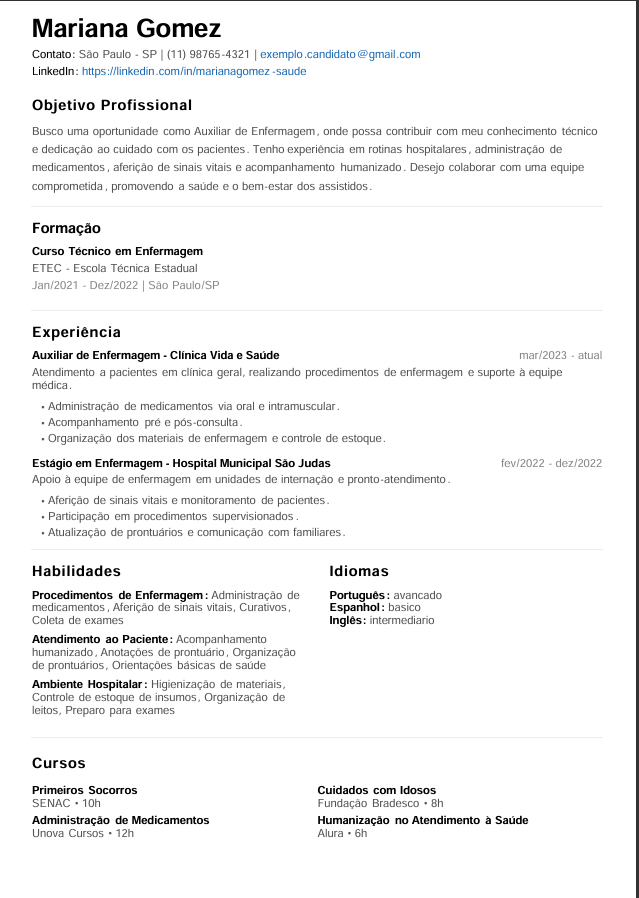 Mariana Gomez
Contato: São Paulo - SP | (11) 98765-4321 | exemplo.candidato@gmail.com
LinkedIn: https://linkedin.com/in/marianagomez-saude
Objetivo Profissional
Busco uma oportunidade como Auxiliar de Enfermagem, onde possa contribuir com meu conhecimento técnico
e dedicação ao cuidado com os pacientes. Tenho experiência em rotinas hospitalares, administração de
medicamentos, aferição de sinais vitais e acompanhamento humanizado. Desejo colaborar com uma equipe
comprometida, promovendo a saúde e o bem-estar dos assistidos.
Formação
Curso Técnico em Enfermagem
ETEC - Escola Técnica Estadual
Jan/2021 - Dez/2022 | São Paulo/SP
Experiência
Auxiliar de Enfermagem - Clínica Vida e Saúde mar/2023 - atual
Atendimento a pacientes em clínica geral, realizando procedimentos de enfermagem e suporte à equipe
médica.
• Administração de medicamentos via oral e intramuscular.
• Acompanhamento pré e pós-consulta.
• Organização dos materiais de enfermagem e controle de estoque.
Estágio em Enfermagem - Hospital Municipal São Judas fev/2022 - dez/2022
Apoio à equipe de enfermagem em unidades de internação e pronto-atendimento.
• Aferição de sinais vitais e monitoramento de pacientes.
• Participação em procedimentos supervisionados.
• Atualização de prontuários e comunicação com familiares.
Habilidades
Procedimentos de Enfermagem: Administração de
medicamentos, Aferição de sinais vitais, Curativos,
Coleta de exames
Atendimento ao Paciente: Acompanhamento
humanizado, Anotações de prontuário, Organização
de prontuários, Orientações básicas de saúde
Ambiente Hospitalar: Higienização de materiais,
Controle de estoque de insumos, Organização de
leitos, Preparo para exames
Idiomas
Português: avancado
Espanhol: basico
Inglês: intermediario
Cursos
Primeiros Socorros
SENAC • 10h
Cuidados com Idosos
Fundação Bradesco • 8h
Administração de Medicamentos
Unova Cursos • 12h
Humanização no Atendimento à Saúde
Alura • 6h